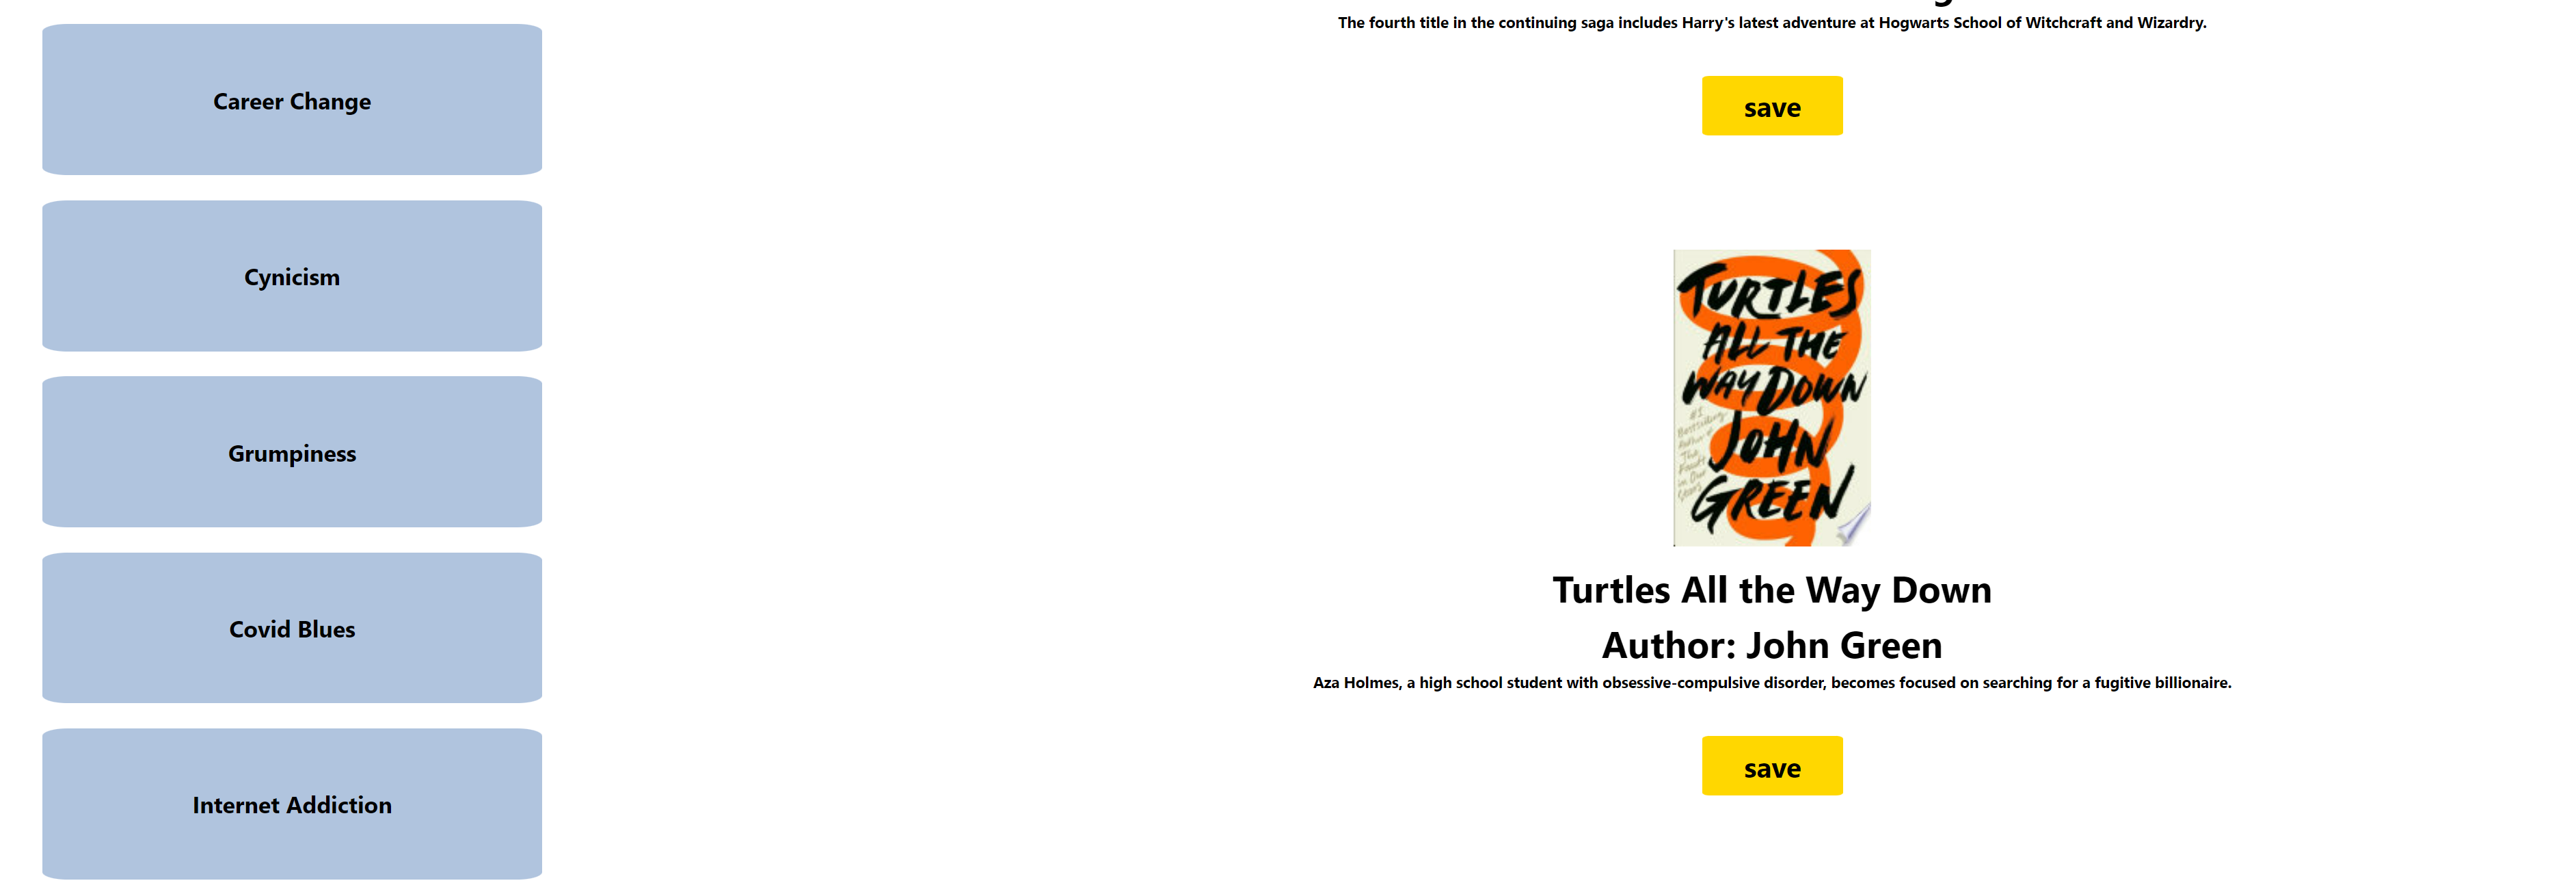 Career Change
Cynicism
Grumpiness
Covid Blues
Internet Addiction
The fourth title in the continuing saga includes Harry's latest adventure at Hogwarts School of Witchcraft and Wizardry.
save
TURTLES
ALL THE
WAY DOWN
#1
Bestselling
Author of
The
Fault
in Our
Stars
JOHN
GREEN
Turtles All the Way Down
Author: John Green
Aza Holmes, a high school student with obsessive-compulsive disorder, becomes focused on searching for a fugitive billionaire.
save